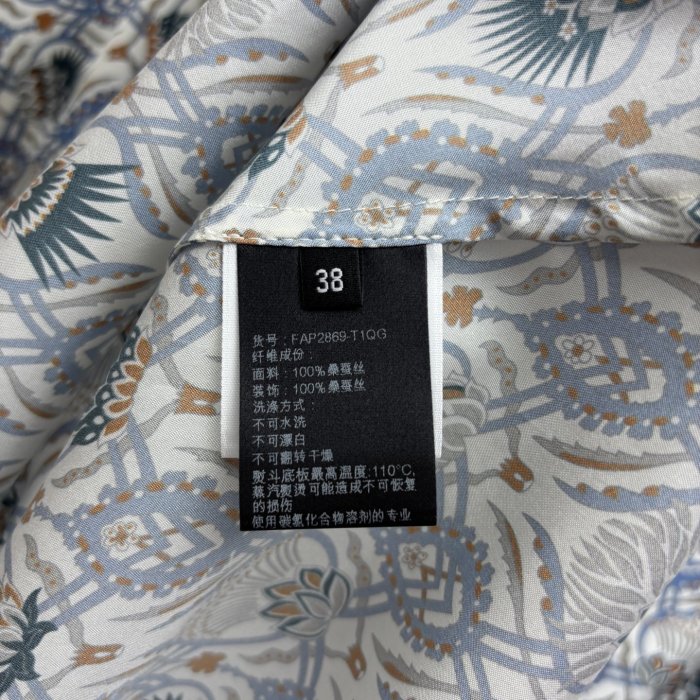 38
货号：FAP2869-T1QG
纤维成份：
面料：100%桑蚕丝
装饰：100%桑蚕丝
洗涤方式：
不可水洗
不可漂白
不可翻转干燥
熨斗底板最高温度:110°C,
蒸汽熨烫可能造成不可恢复
的损伤
使用碳氯化合物溶剂的专业